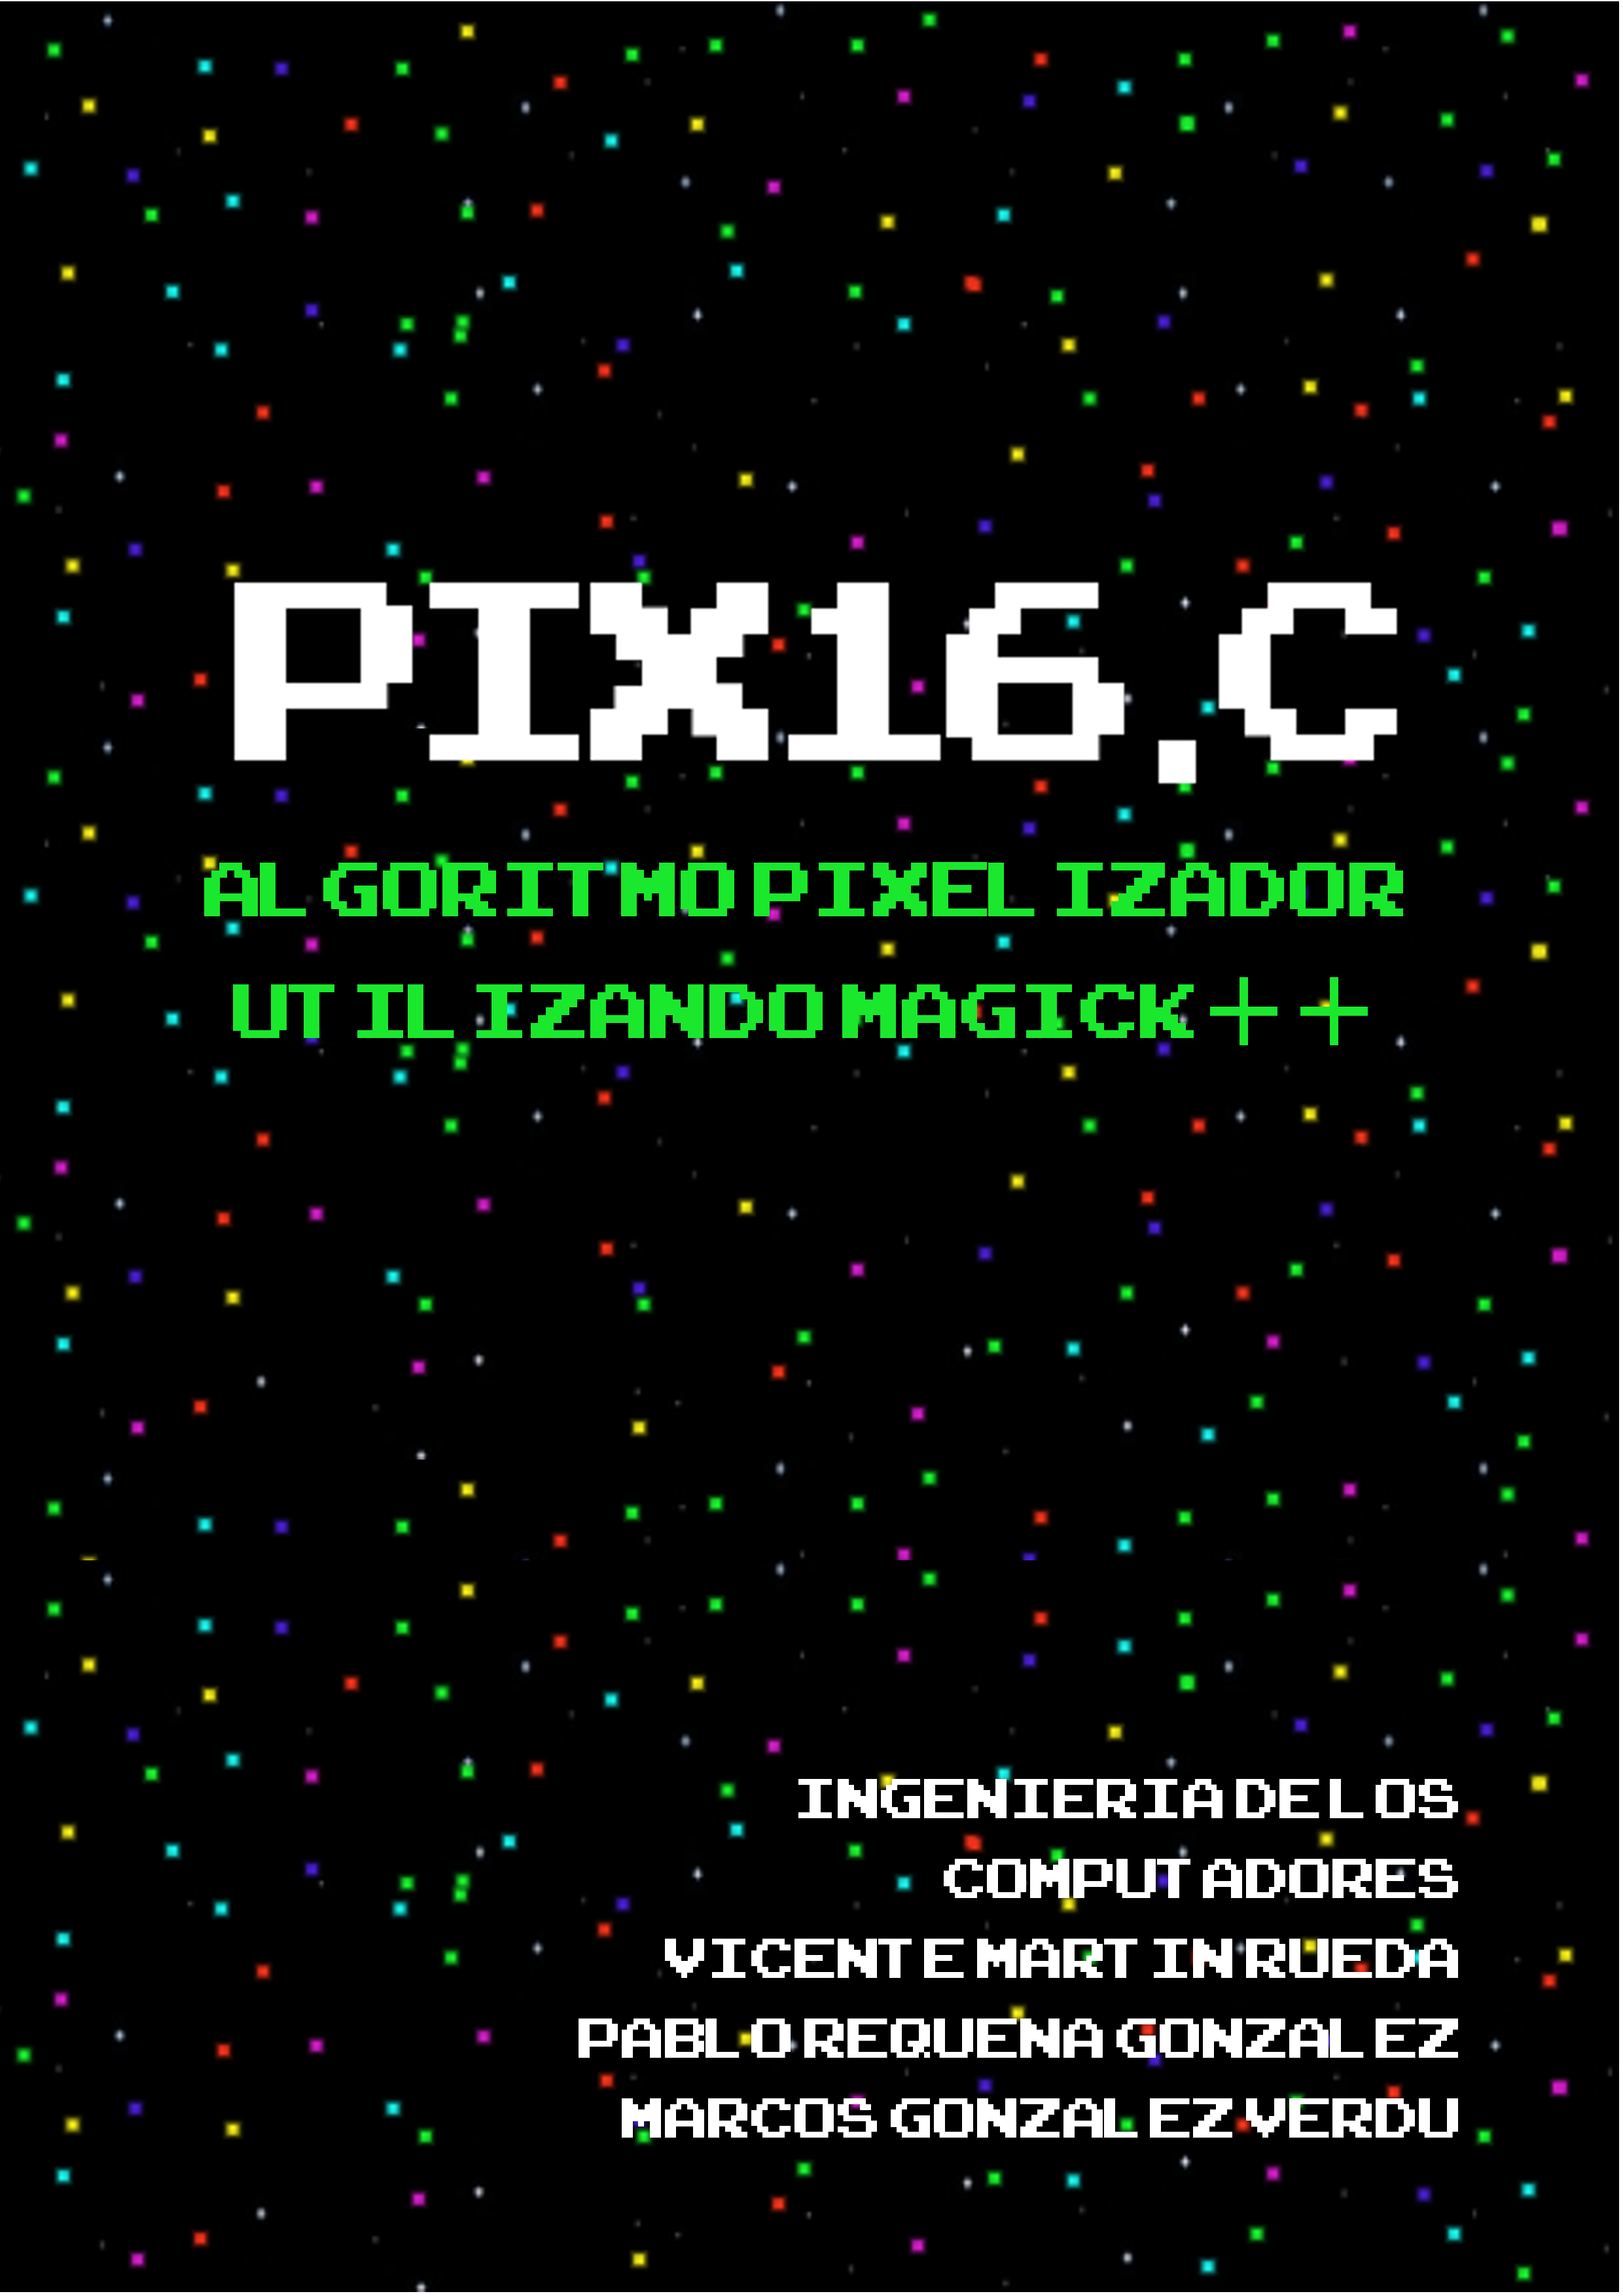 PIX16.C
ALGORITMO PIXELIZADOR
UTILIZANDO MAGICK++
INGENIERIA DE LOS
COMPUTADORES
VICENTE MARTIN RUEDA
PABLO REQUENA GONZALEZ
MARCOS GONZALEZ VERDU